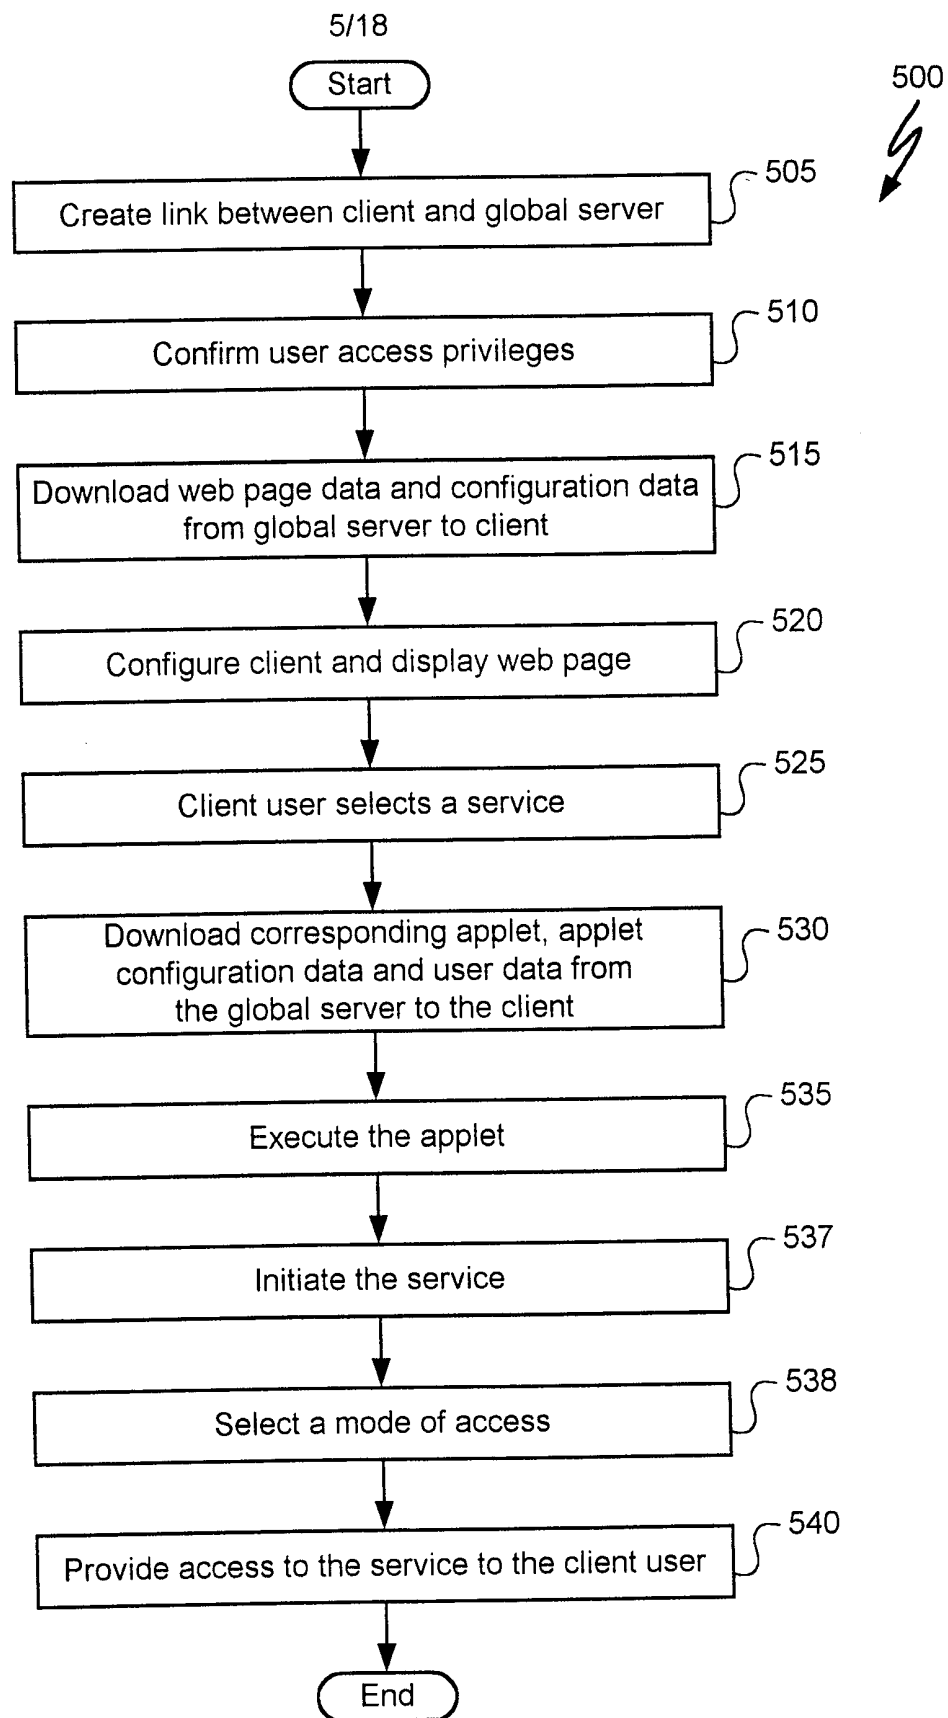 5/18
Start
500
505
Create link between client and global server
510
Confirm user access privileges
515
Download web page data and configuration data
from global server to client
520
Configure client and display web page
525
Client user selects a service
530
Download corresponding applet, applet
configuration data and user data from
the global server to the client
535
Execute the applet
537
Initiate the service
538
Select a mode of access
540
Provide access to the service to the client user
End